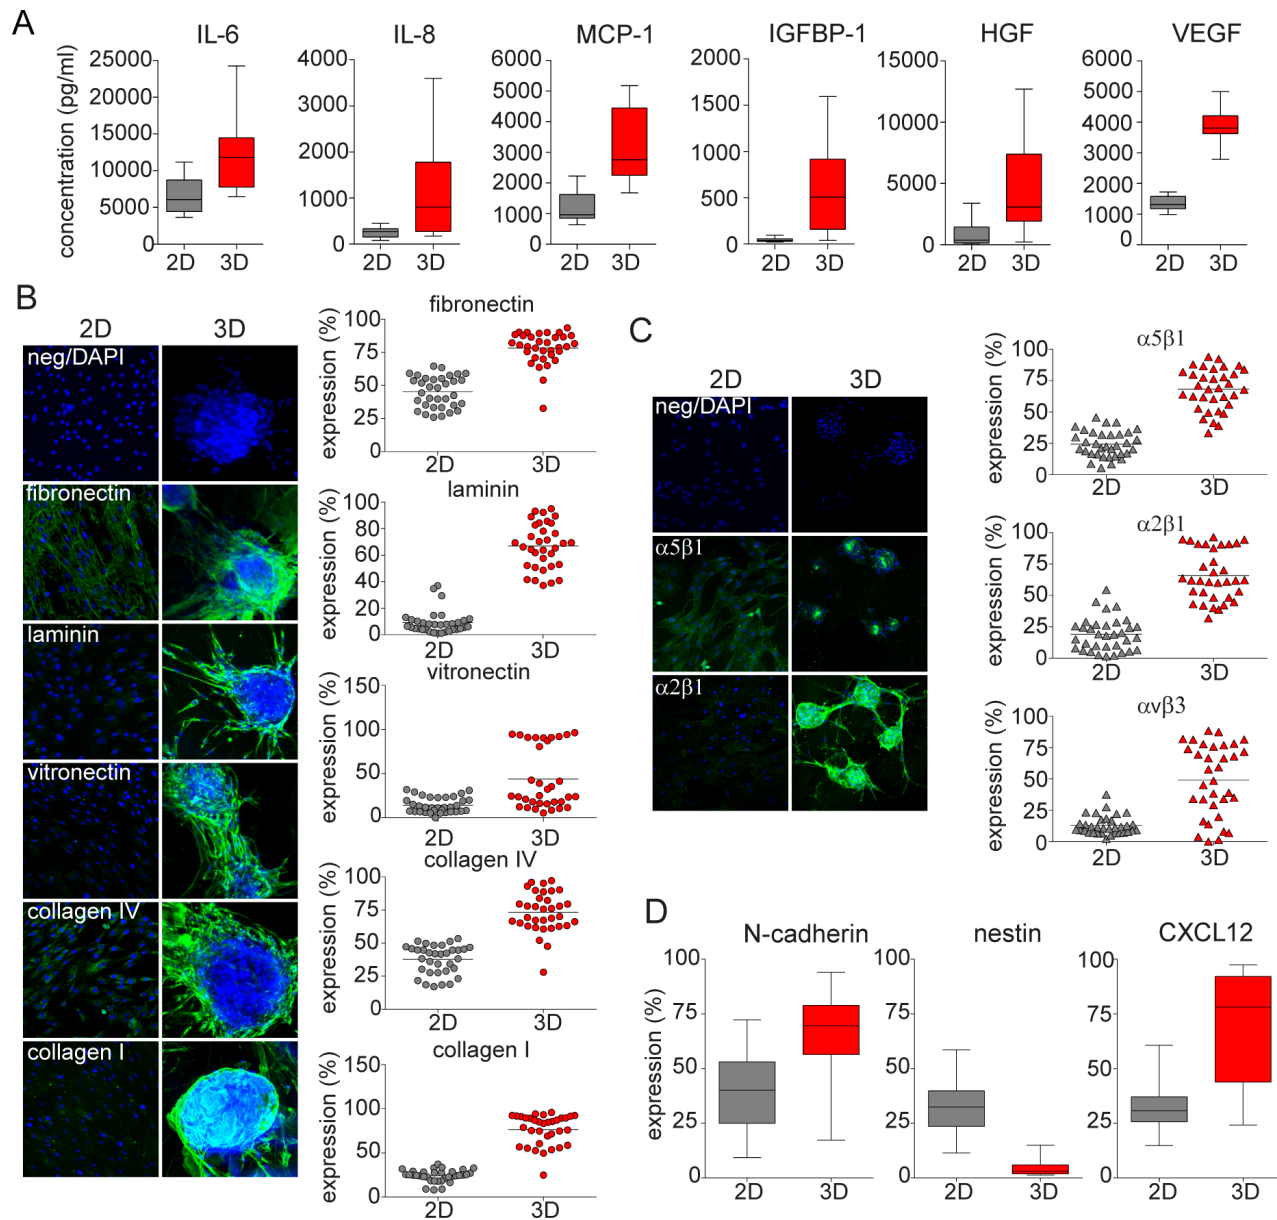 A
IL-6
IL-8
MCP-1
IGFBP-1
HGF
VEGF
concentration (pg/ml)
25000
20000
15000
10000
5000
0
2D 3D
4000
3000
2000
1000
0
2D 3D
6000
5000
4000
3000
2000
1000
0
2D 3D
2000
1500
1000
500
0
2D 3D
15000
10000
5000
0
2D 3D
6000
5000
4000
3000
2000
1000
0
2D 3D
B
2D 3D
neg/DAPI
fibronectin
laminin
vitronectin
collagen IV
collagen I
fibronectin
expression (%)
100
75
50
25
0
2D 3D
laminin
expression (%)
100
80
60
40
20
0
2D 3D
vitronectin
expression (%)
150
100
50
0
2D 3D
collagen IV
expression (%)
100
75
50
25
0
2D 3D
collagen I
expression (%)
150
100
50
0
2D 3D
C
2D 3D
neg/DAPI
α5β1
α2β1
α5β1
expression (%)
100
75
50
25
0
2D 3D
α2β1
expression (%)
100
75
50
25
0
2D 3D
αvβ3
expression (%)
100
75
50
25
0
2D 3D
D
N-cadherin
expression (%)
100
75
50
25
0
2D 3D
nestin
100
75
50
25
0
2D 3D
CXCL12
100
75
50
25
0
2D 3D